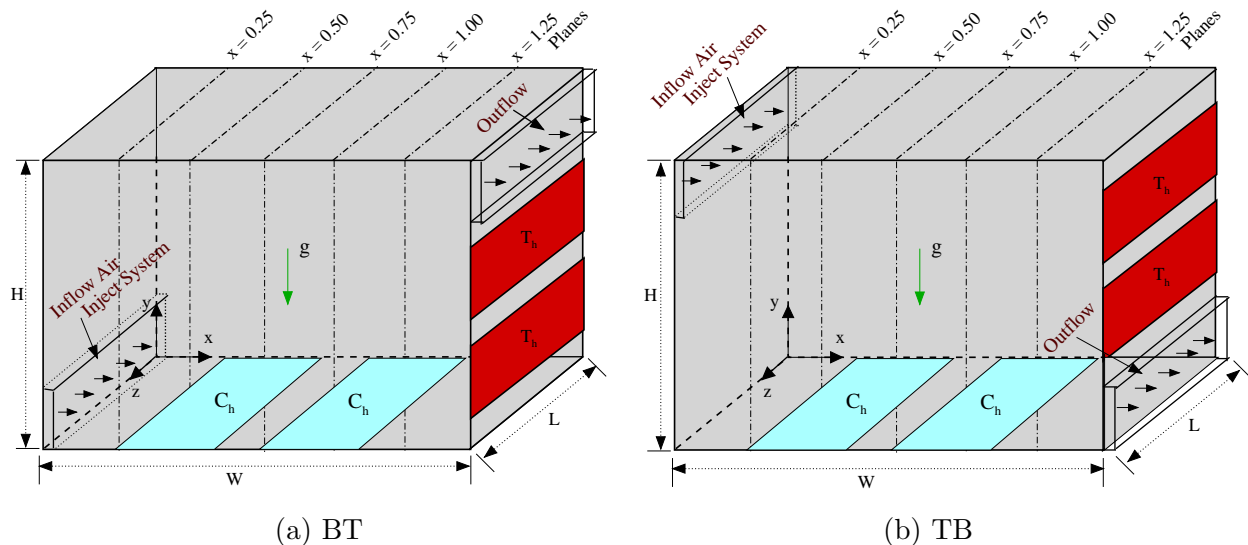 x = 0.25
x = 0.50
x = 0.75
x = 1.00
x = 1.25
Planes
Outflow
Inflow Air
Inject System
H
g
T_h
T_h
y
x
z
C_h
C_h
L
W
(a) BT
x = 0.25
x = 0.50
x = 0.75
x = 1.00
x = 1.25
Planes
Inflow Air
Inject System
H
g
T_h
T_h
y
x
z
Outflow
C_h
C_h
L
W
(b) TB